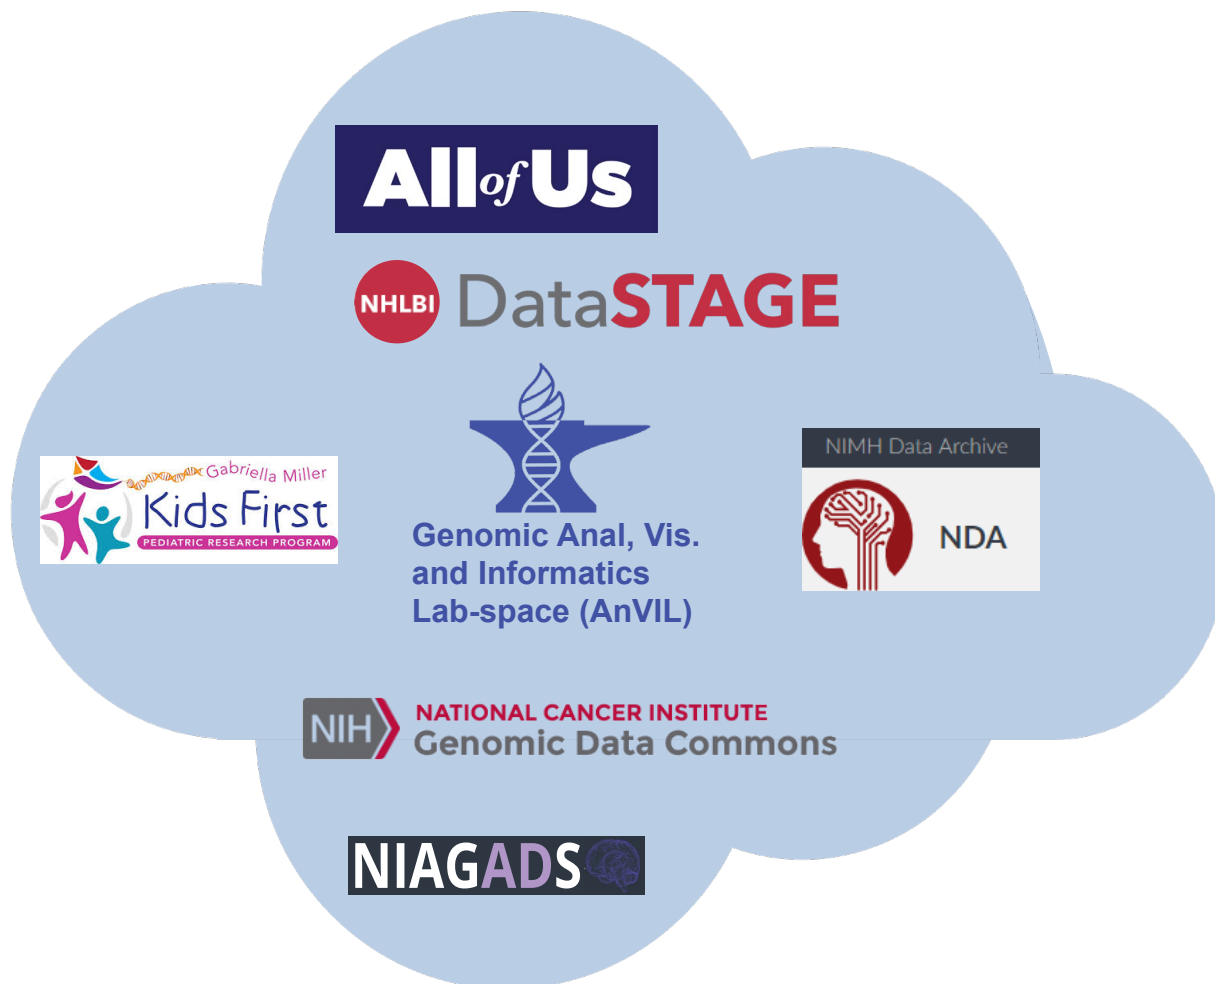 All of Us
NHLBI DataSTAGE
Gabriella Miller
Kids First
PEDIATRIC RESEARCH PROGRAM
Genomic Anal, Vis.
and Informatics
Lab-space (AnVIL)
NIMH Data Archive
NDA
NIH
NATIONAL CANCER INSTITUTE
Genomic Data Commons
NIAGADS